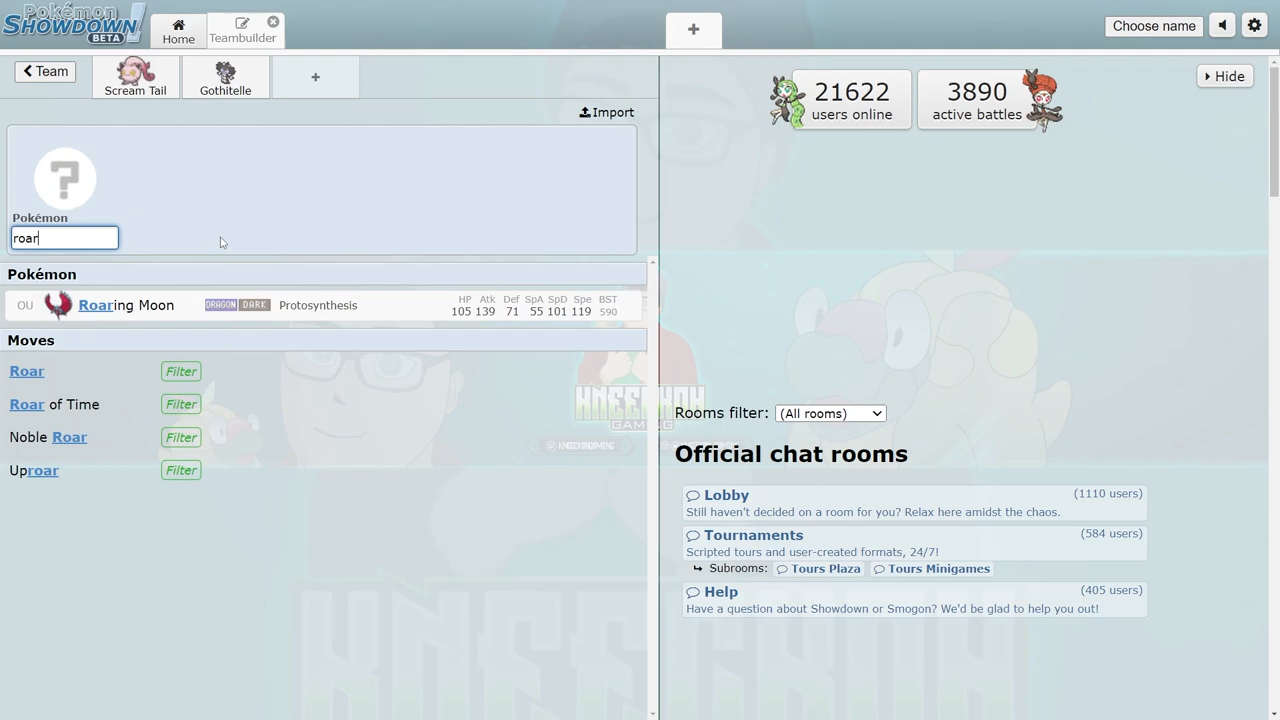 Pokémon
SHOWDOWN!
BETA
Home
Teambuilder
+
Choose name
Team
Scream Tail
Gothitelle
+
21622
users online
3890
active battles
Hide
Import
?
Pokémon
roar
Pokémon
OU Roaring Moon DRAGON DARK Protosynthesis
HP Atk Def SpA SpD Spe BST
105 139 71 55 101 119 590
Moves
Roar Filter
Roar of Time Filter
Noble Roar Filter
Uproar Filter
KNEECKOH
GAMING
@KNEECKOHGAMING
Rooms filter: (All rooms)
Official chat rooms
Lobby (1110 users)
Still haven't decided on a room for you? Relax here amidst the chaos.
Tournaments (584 users)
Scripted tours and user-created formats, 24/7!
Subrooms: Tours Plaza Tours Minigames
Help (405 users)
Have a question about Showdown or Smogon? We'd be glad to help you out!
KNEECKOH